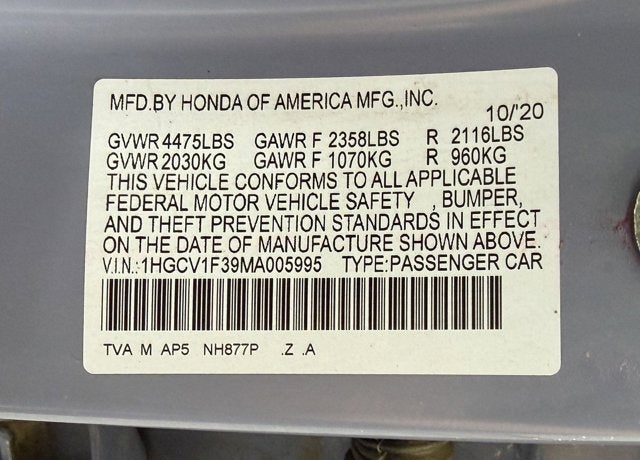 MFD.BY HONDA OF AMERICA MFG.,INC.
10/'20
GVWR 4475LBS GAWR F 2358LBS R 2116LBS
GVWR 2030KG GAWR F 1070KG R 960KG
THIS VEHICLE CONFORMS TO ALL APPLICABLE
FEDERAL MOTOR VEHICLE SAFETY , BUMPER,
AND THEFT PREVENTION STANDARDS IN EFFECT
ON THE DATE OF MANUFACTURE SHOWN ABOVE.
V.I.N.:1HGCV1F39MA005995 TYPE:PASSENGER CAR
TVA M AP5 NH877P .Z .A